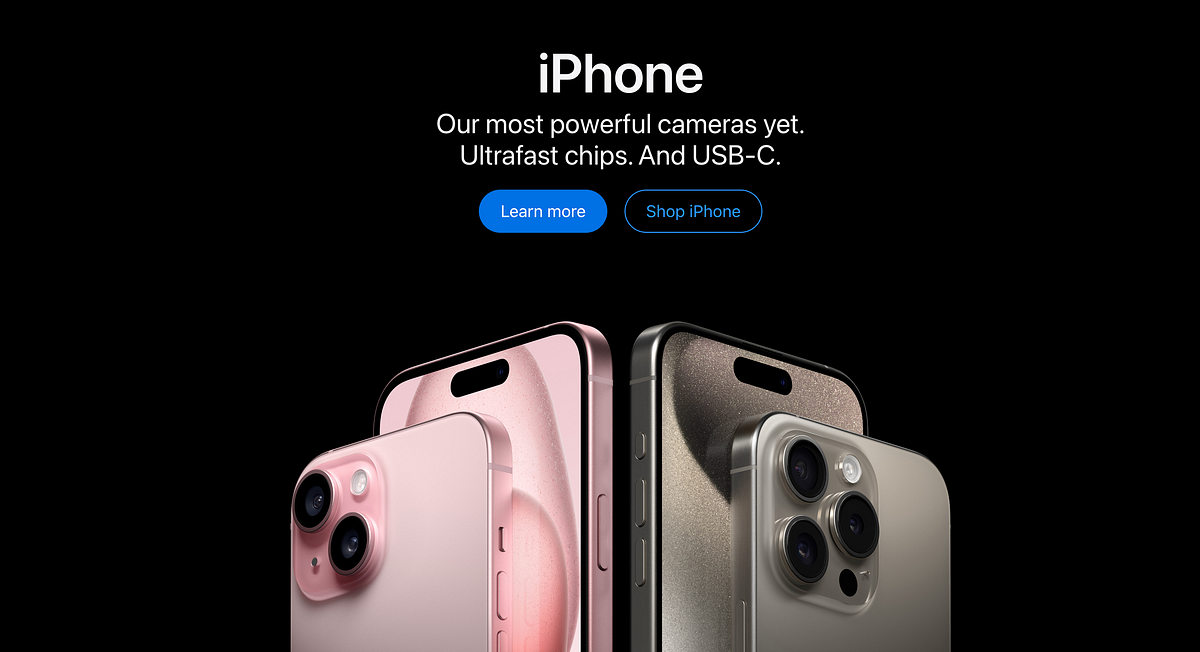 iPhone
Our most powerful cameras yet.
Ultrafast chips. And USB-C.
Learn more
Shop iPhone